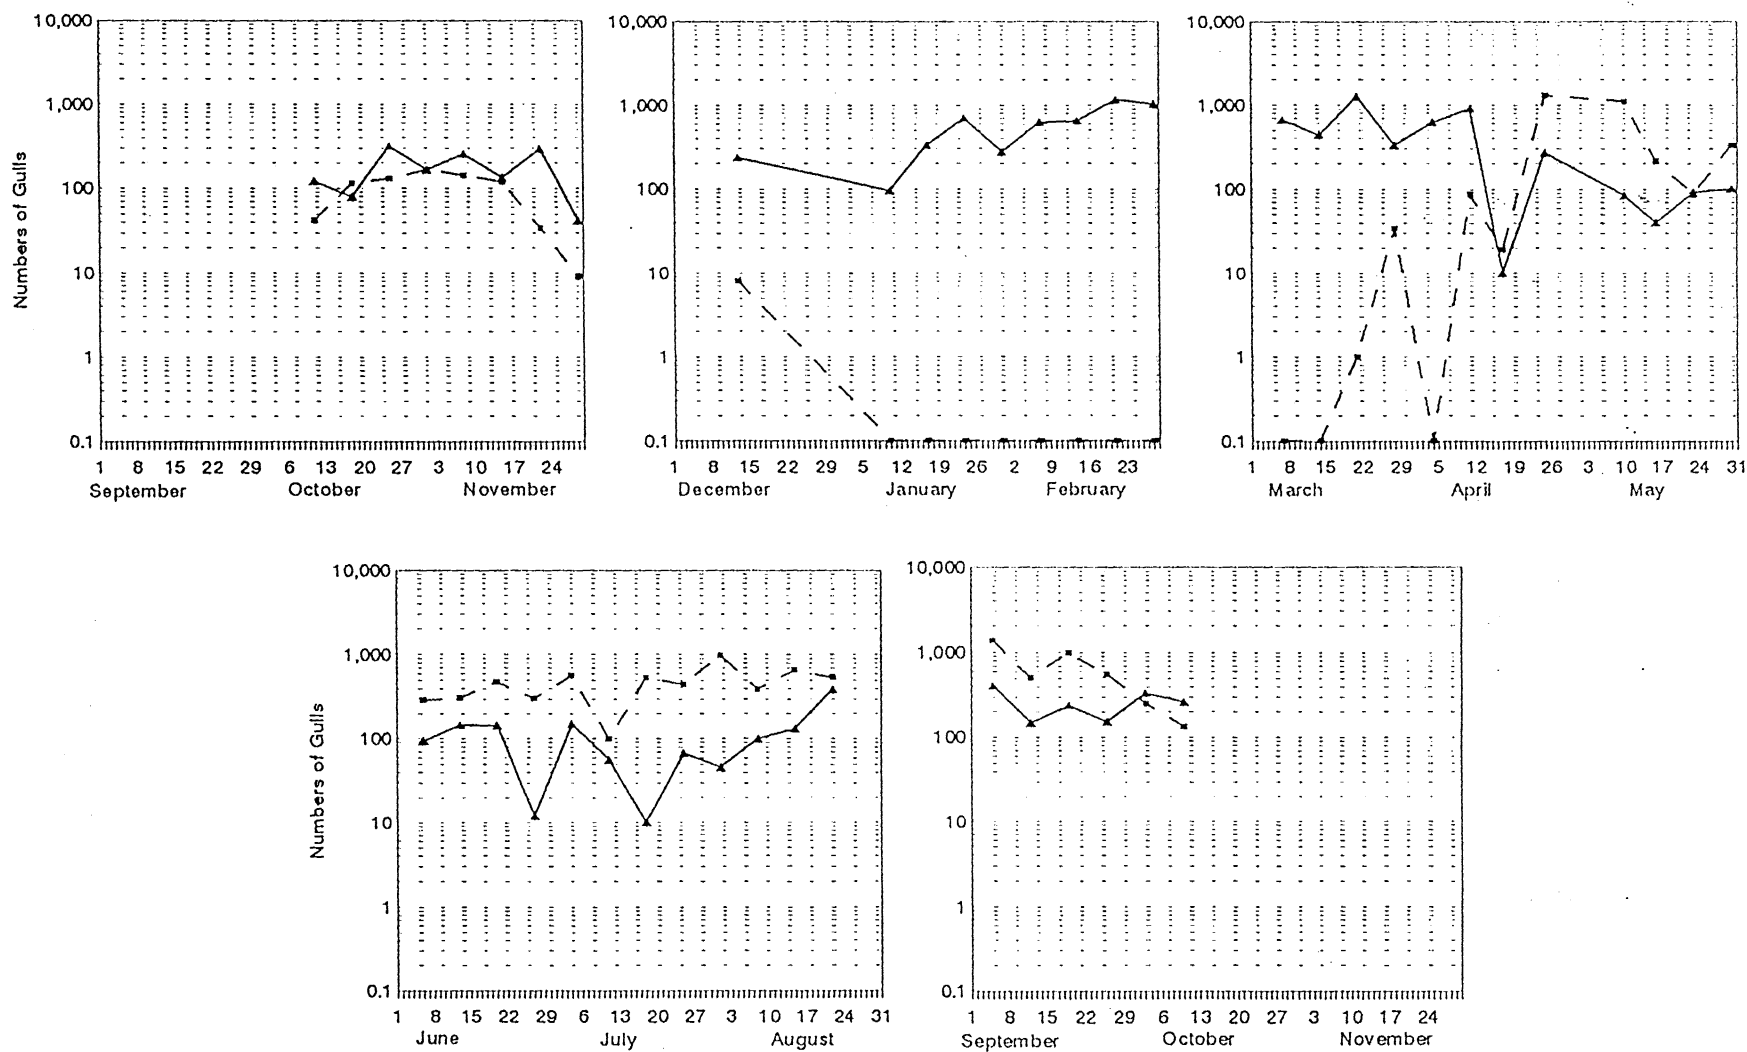 10,000
1,000
100
10
1
0.1
Numbers of Gulls
1 8 15 22 29 6 13 20 27 3 10 17 24
September October November
10,000
1,000
100
10
1
0.1
1 8 15 22 29 5 12 19 26 2 9 16 23
December January February
10,000
1,000
100
10
1
0.1
1 8 15 22 29 5 12 19 26 3 10 17 24 31
March April May
10,000
1,000
100
10
1
0.1
Numbers of Gulls
1 8 15 22 29 6 13 20 27 3 10 17 24 31
June July August
10,000
1,000
100
10
1
0.1
1 8 15 22 29 6 13 20 27 3 10 17 24
September October November